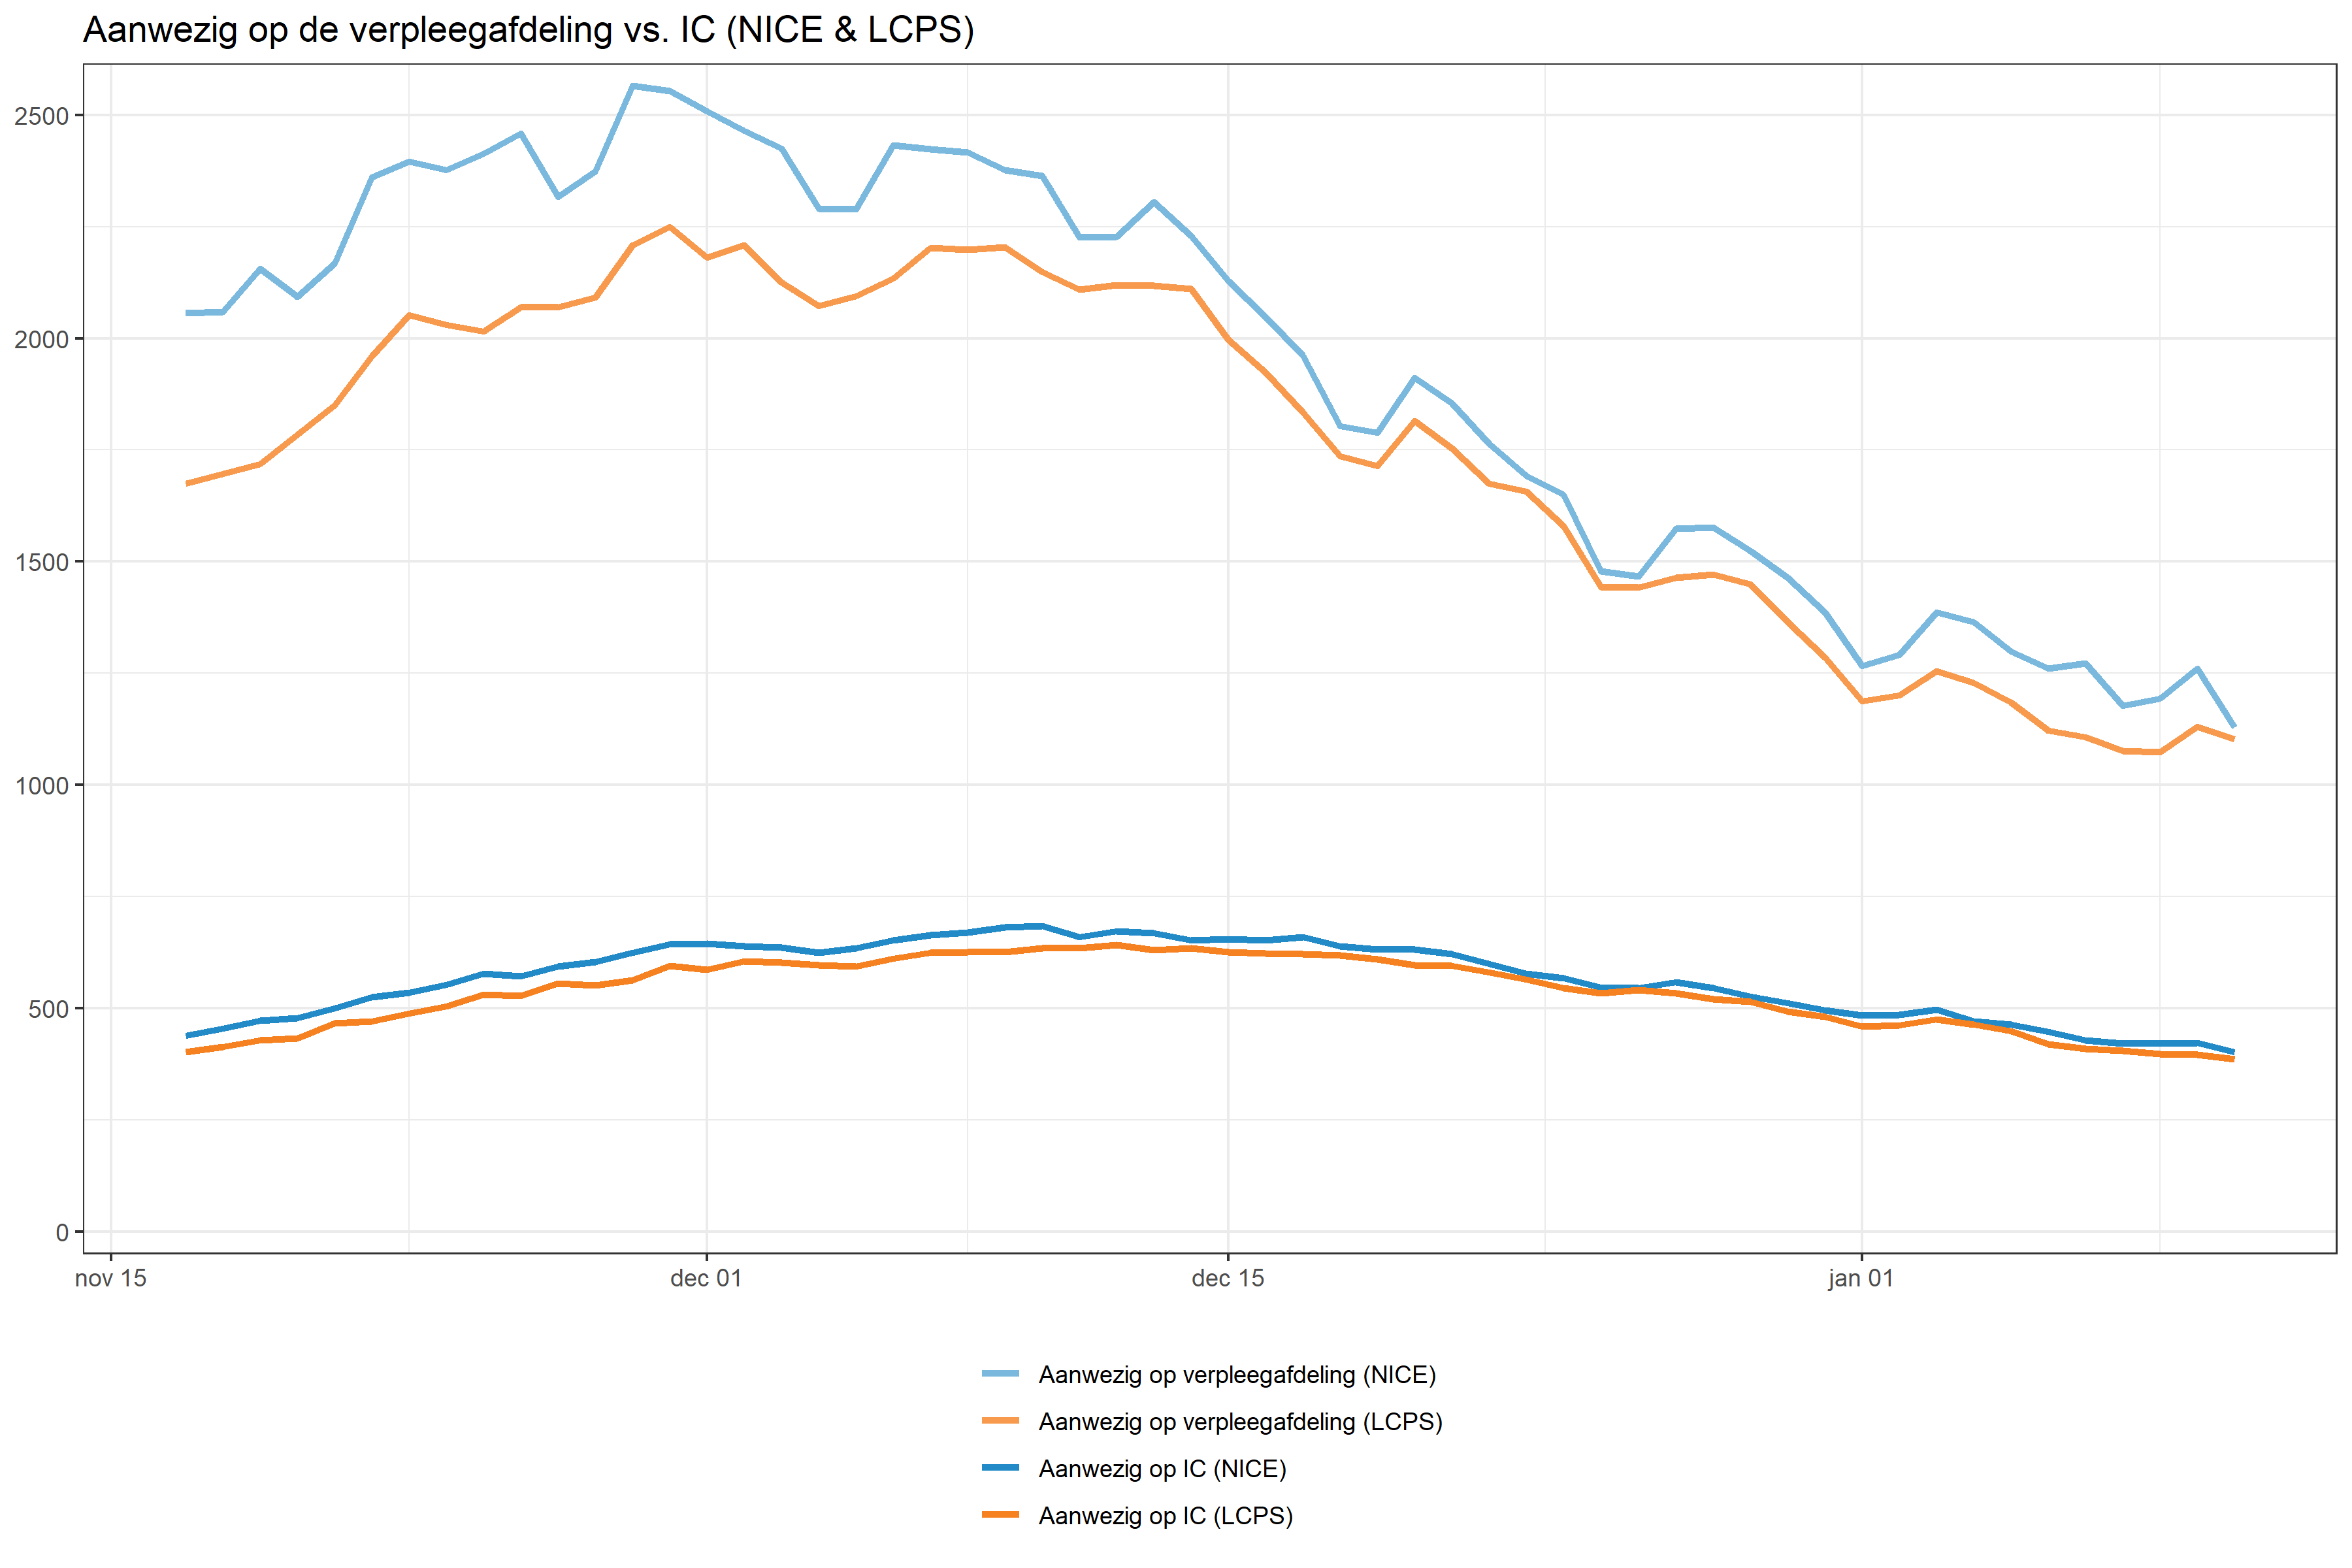 Aanwezig op de verpleegafdeling vs. IC (NICE & LCPS)
2500
2000
1500
1000
500
0
nov 15 dec 01 dec 15 jan 01
Aanwezig op verpleegafdeling (NICE)
Aanwezig op verpleegafdeling (LCPS)
Aanwezig op IC (NICE)
Aanwezig op IC (LCPS)